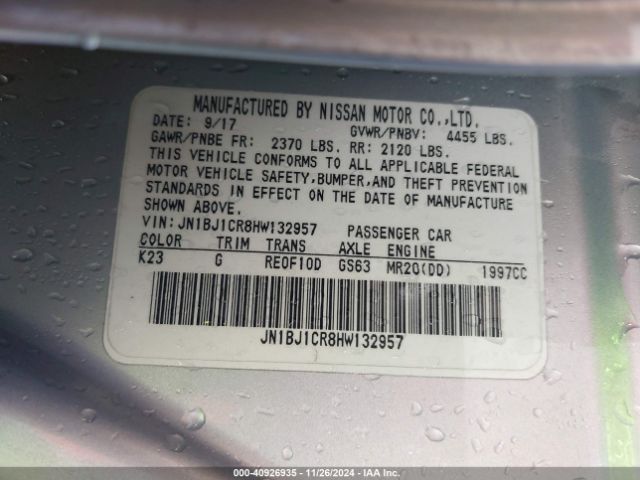 MANUFACTURED BY NISSAN MOTOR CO.,LTD.
DATE: 9/17 GVWR/PNBV: 4455 LBS.
GAWR/PNBE FR: 2370 LBS. RR: 2120 LBS.
THIS VEHICLE CONFORMS TO ALL APPLICABLE FEDERAL
MOTOR VEHICLE SAFETY,BUMPER,AND THEFT PREVENTION
STANDARDS IN EFFECT ON THE DATE OF MANUFACTURE
SHOWN ABOVE.
VIN:JN1BJ1CR8HW132957 PASSENGER CAR
COLOR TRIM TRANS AXLE ENGINE
K23 G RE0F10D GS63 MR20(DD) 1997CC
JN1BJ1CR8HW132957
000-40926935 - 11/26/2024 - IAA Inc.